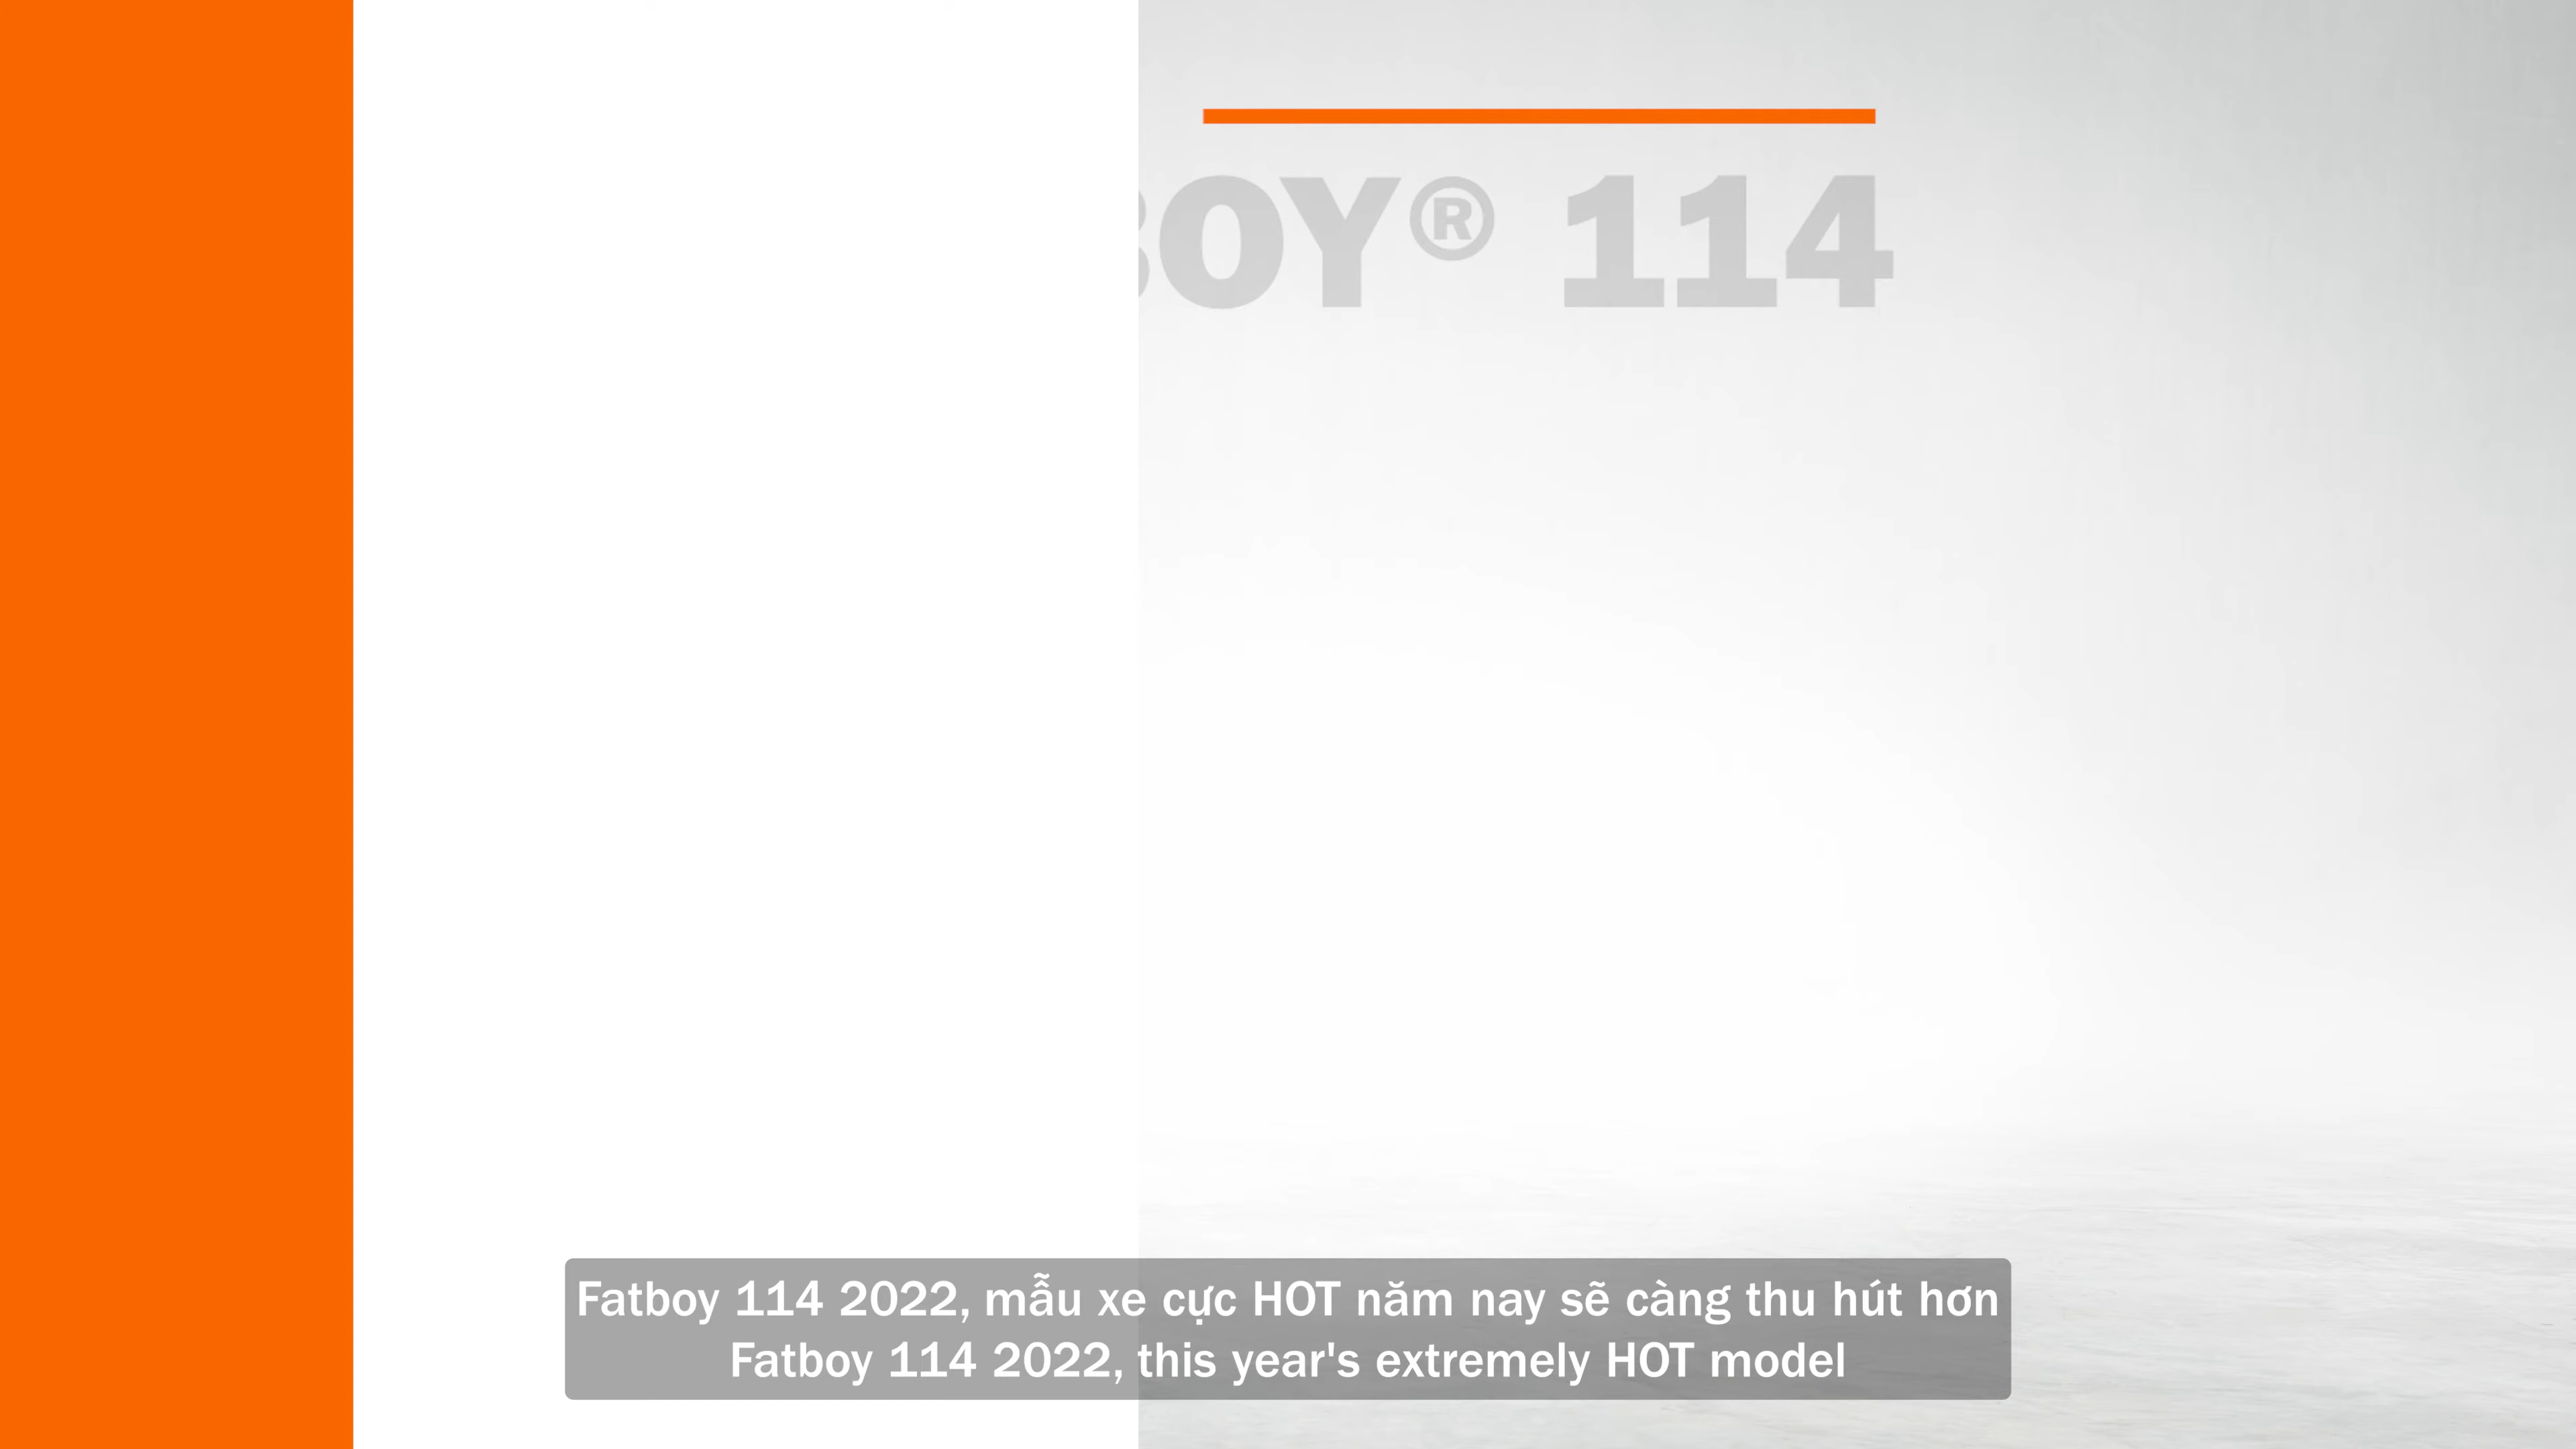 OY® 114
Fatboy 114 2022, mẫu xe cực HOT năm nay sẽ càng thu hút hơn
Fatboy 114 2022, this year's extremely HOT model